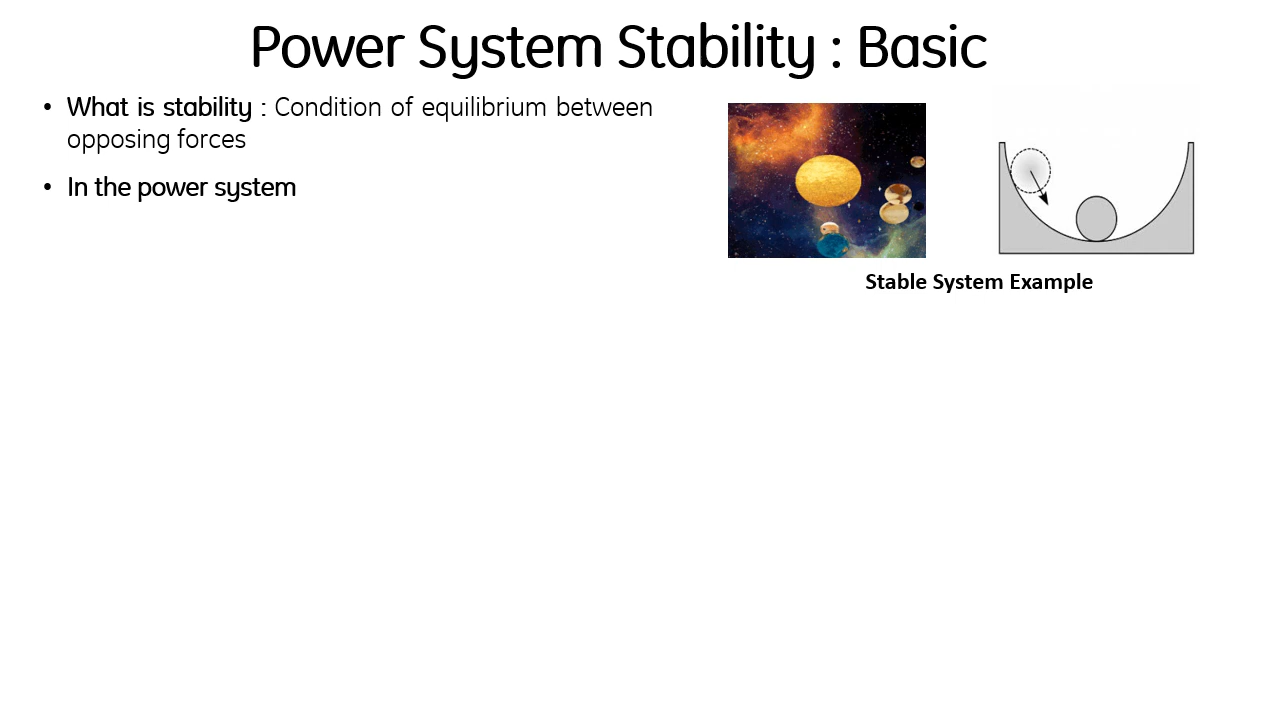 Power System Stability : Basic
• What is stability : Condition of equilibrium between
opposing forces
• In the power system
Stable System Example